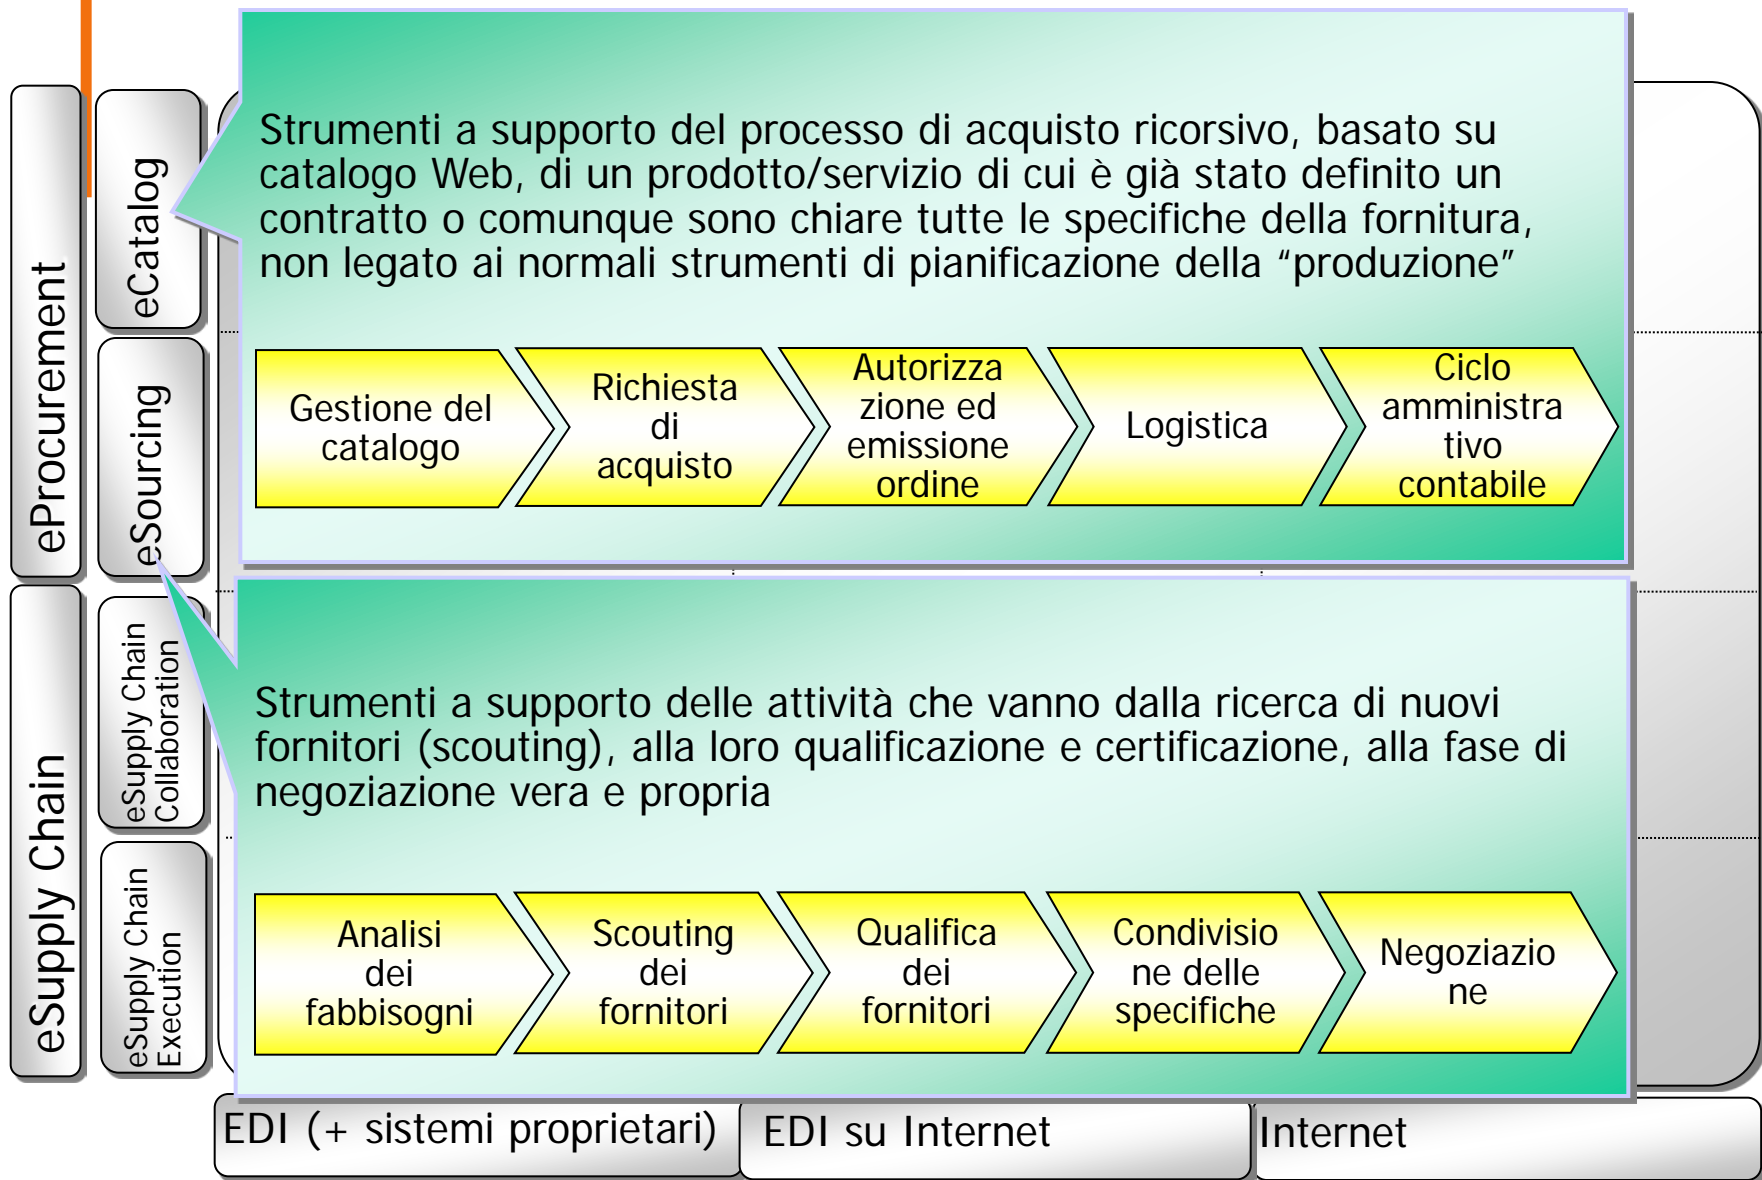 eProcurement
eSupply Chain
eCatalog
eSourcing
eSupply Chain
Collaboration
eSupply Chain
Execution
Strumenti a supporto del processo di acquisto ricorsivo, basato su
catalogo Web, di un prodotto/servizio di cui è già stato definito un
contratto o comunque sono chiare tutte le specifiche della fornitura,
non legato ai normali strumenti di pianificazione della “produzione”
Gestione del
catalogo
Richiesta
di
acquisto
Autorizza
zione ed
emissione
ordine
Logistica
Ciclo
amministra
tivo
contabile
Strumenti a supporto delle attività che vanno dalla ricerca di nuovi
fornitori (scouting), alla loro qualificazione e certificazione, alla fase di
negoziazione vera e propria
Analisi
dei
fabbisogni
Scouting
dei
fornitori
Qualifica
dei
fornitori
Condivisio
ne delle
specifiche
Negoziazio
ne
EDI (+ sistemi proprietari)
EDI su Internet
Internet